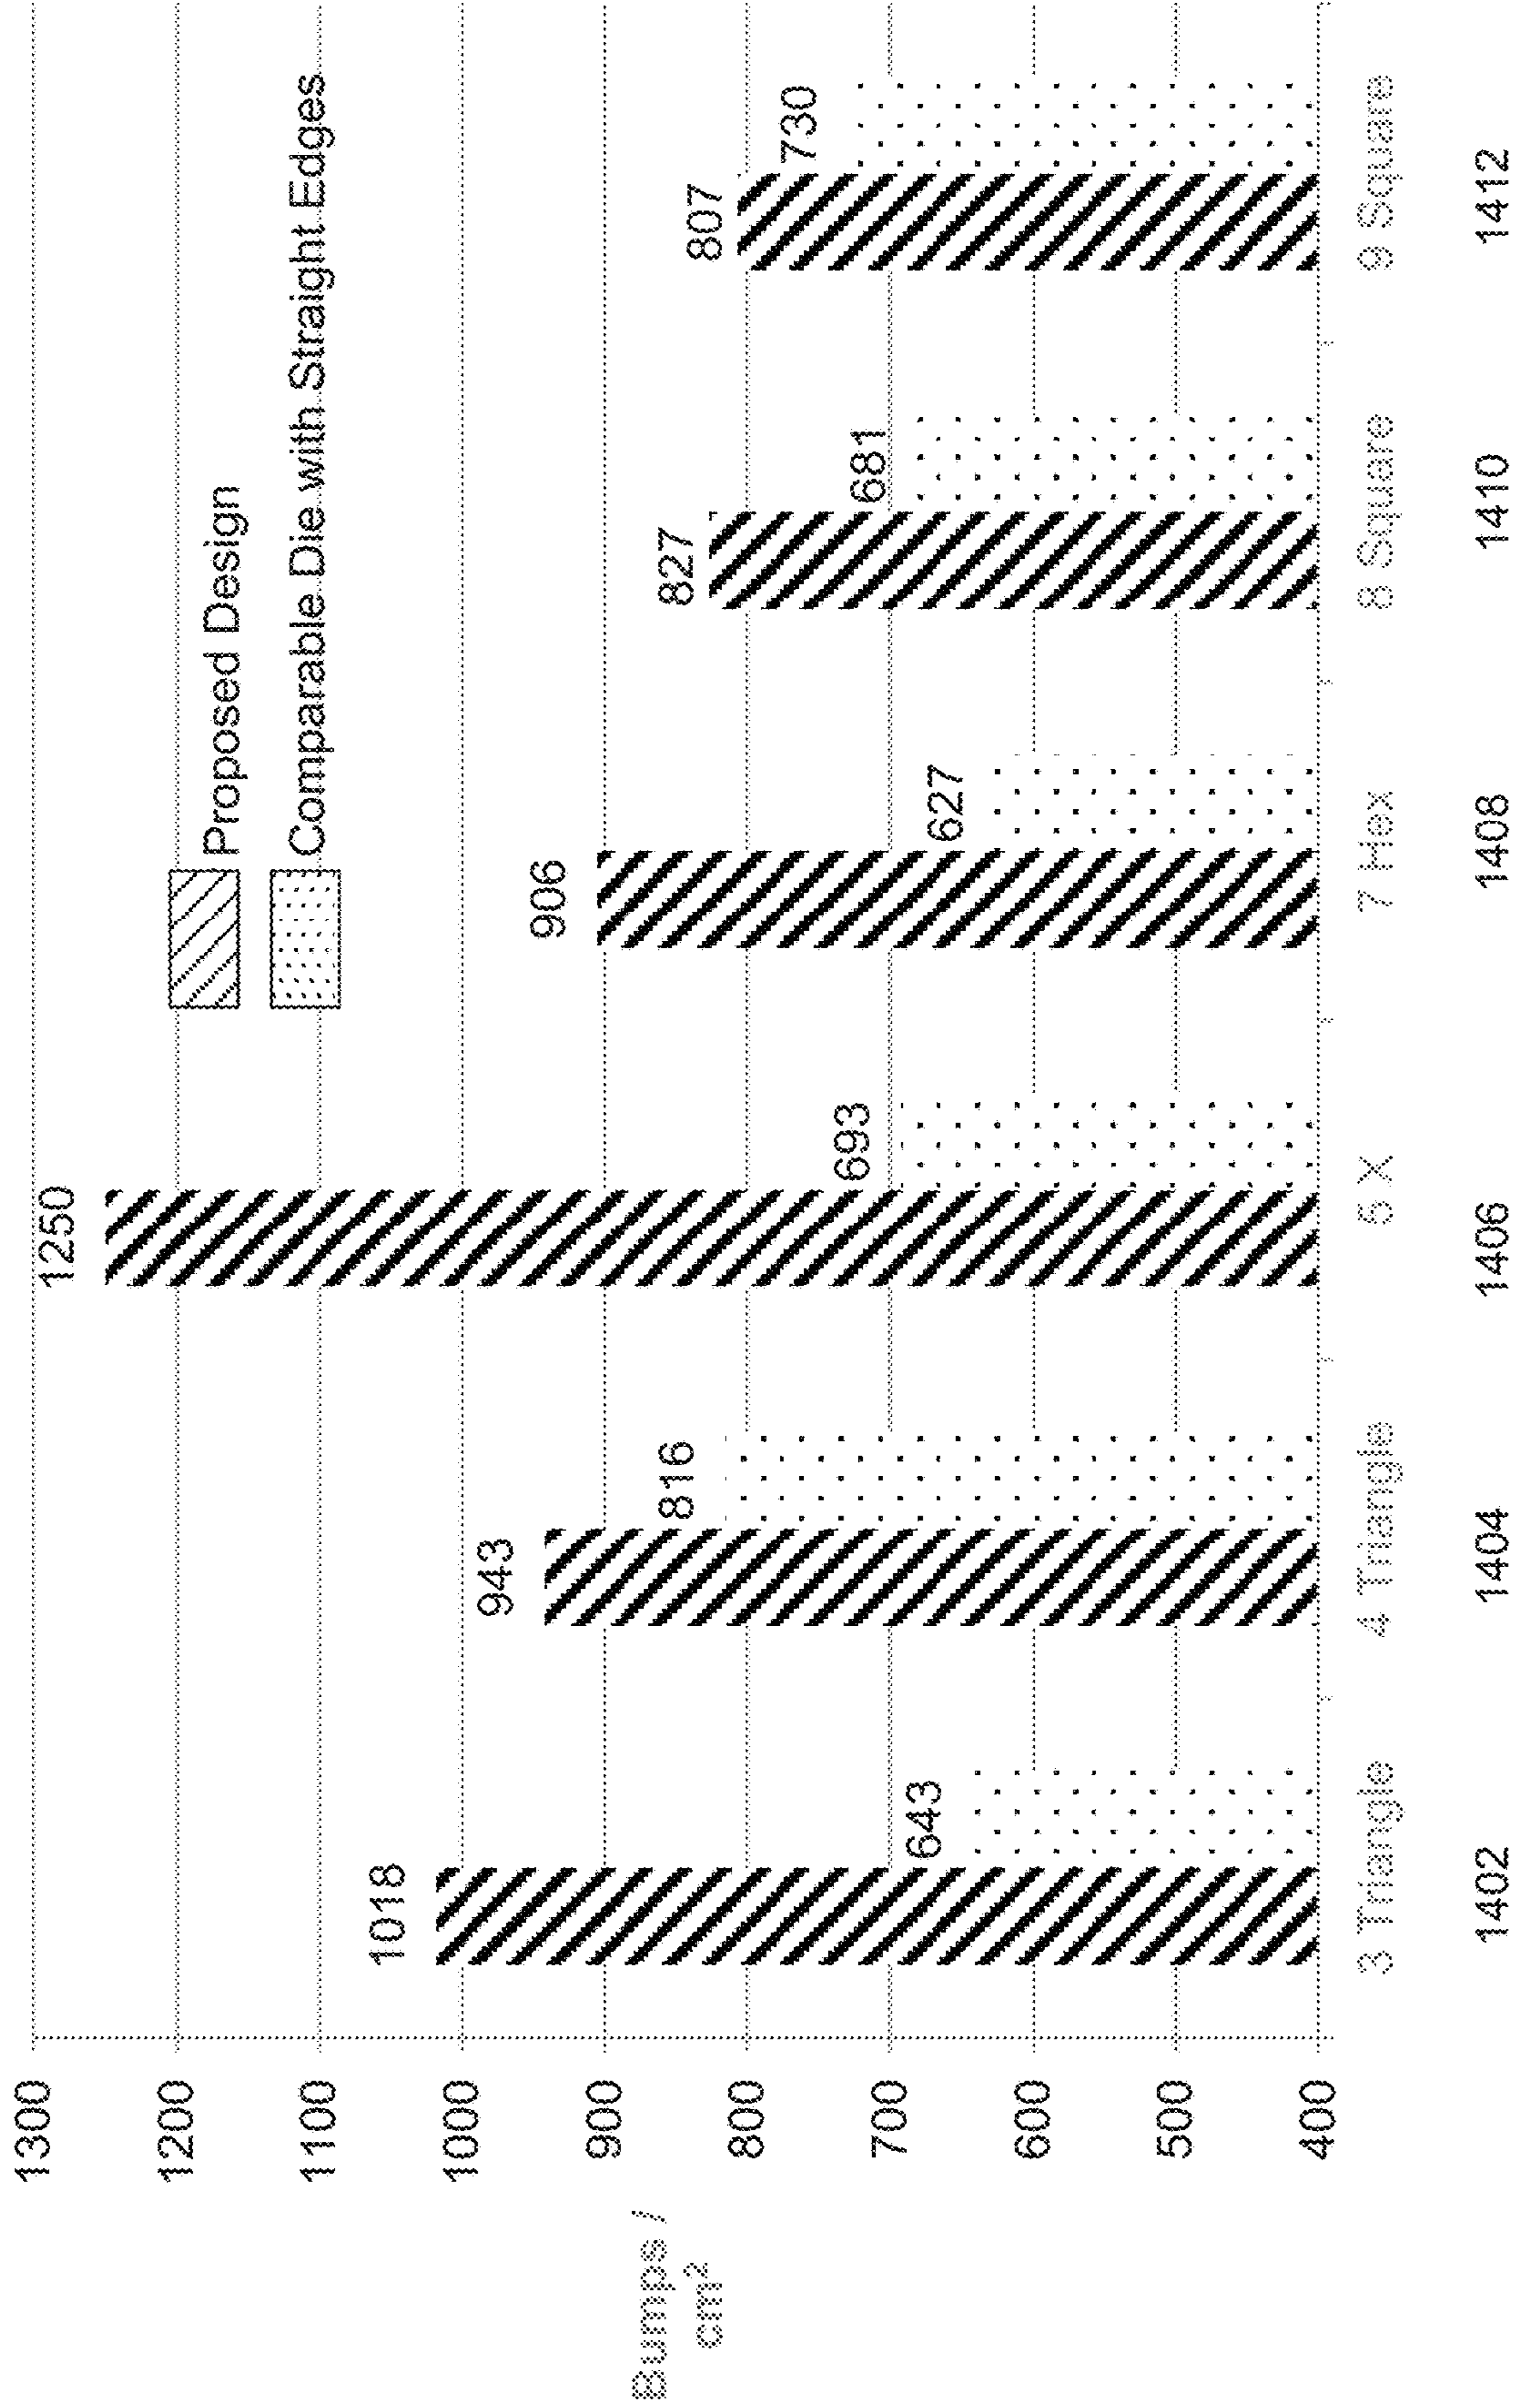 1300
1200
1100
1000
900
800
700
600
500
400
Bumps /
cm²
Proposed Design
Comparable Die with Straight Edges
1018
643
943
816
1250
693
906
627
827
681
807
730
3 Triangle
4 Triangle
5 X
7 Hex
8 Square
9 Square
1402
1404
1406
1408
1410
1412